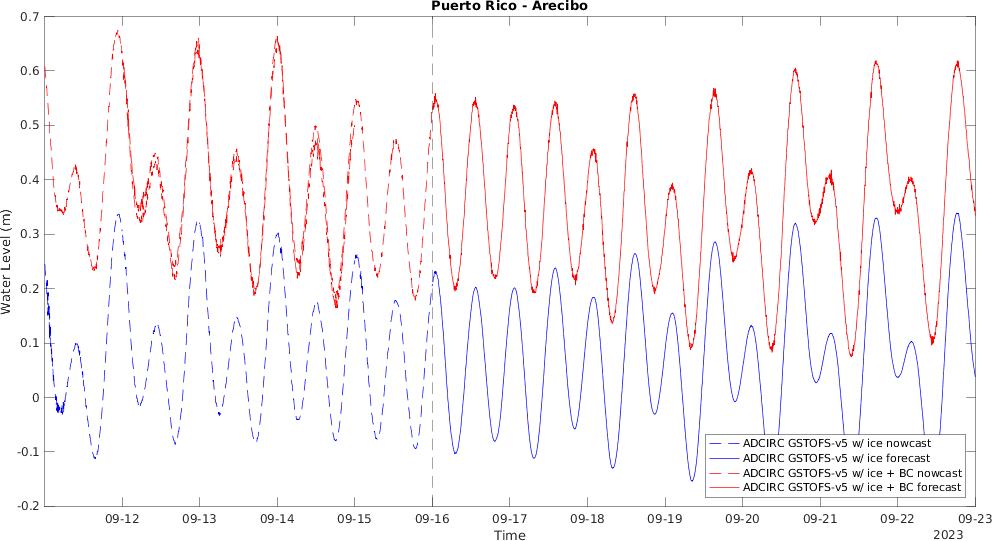 Puerto Rico - Arecibo
0.7
0.6
0.5
0.4
0.3
0.2
0.1
0
-0.1
-0.2
Water Level (m)
ADCIRC GSTOFS-v5 w/ ice nowcast
ADCIRC GSTOFS-v5 w/ ice forecast
ADCIRC GSTOFS-v5 w/ ice + BC nowcast
ADCIRC GSTOFS-v5 w/ ice + BC forecast
09-12 09-13 09-14 09-15 09-16 09-17 09-18 09-19 09-20 09-21 09-22 09-23
Time
2023